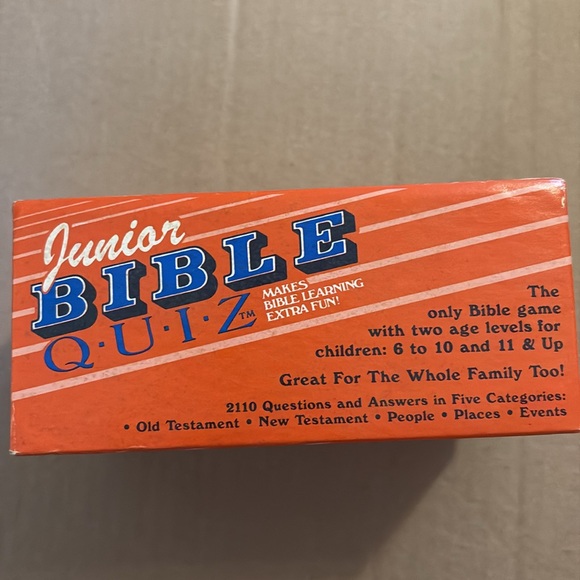 Junior
BIBLE
Q·U·I·Z™
MAKES
BIBLE LEARNING
EXTRA FUN!
The
only Bible game
with two age levels for
children: 6 to 10 and 11 & Up
Great For The Whole Family Too!
2110 Questions and Answers in Five Categories:
• Old Testament • New Testament • People • Places • Events